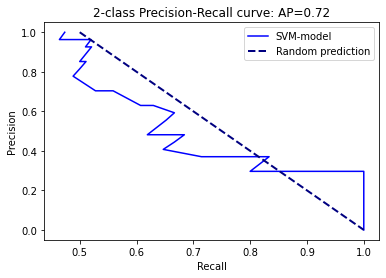 2-class Precision-Recall curve: AP=0.72
SVM-model
Random prediction
Precision
1.0
0.8
0.6
0.4
0.2
0.0
0.5
0.6
0.7
0.8
0.9
1.0
Recall